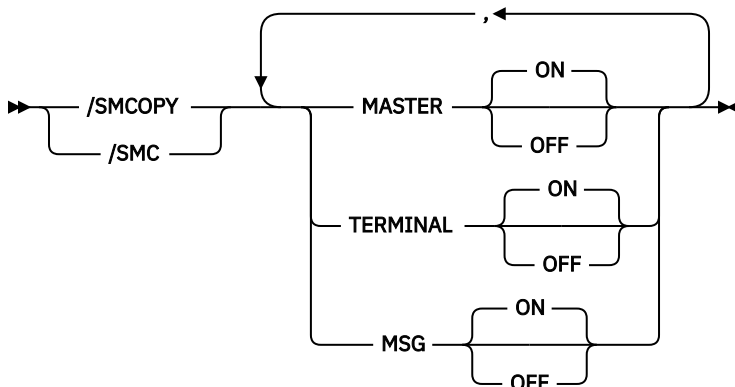 ,
ON
/SMCOPY MASTER
OFF
/SMC
ON
TERMINAL
OFF
ON
MSG
OFF